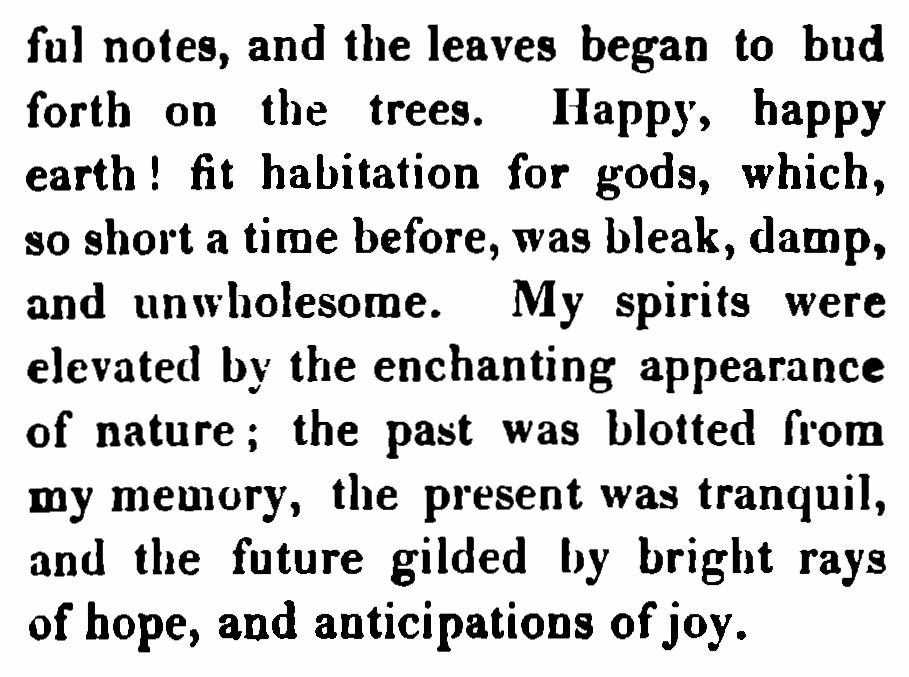 ful notes, and the leaves began to bud
forth on the trees. Happy, happy
earth! fit habitation for gods, which,
so short a time before, was bleak, damp,
and unwholesome. My spirits were
elevated by the enchanting appearance
of nature; the past was blotted from
my memory, the present was tranquil,
and the future gilded by bright rays
of hope, and anticipations of joy.